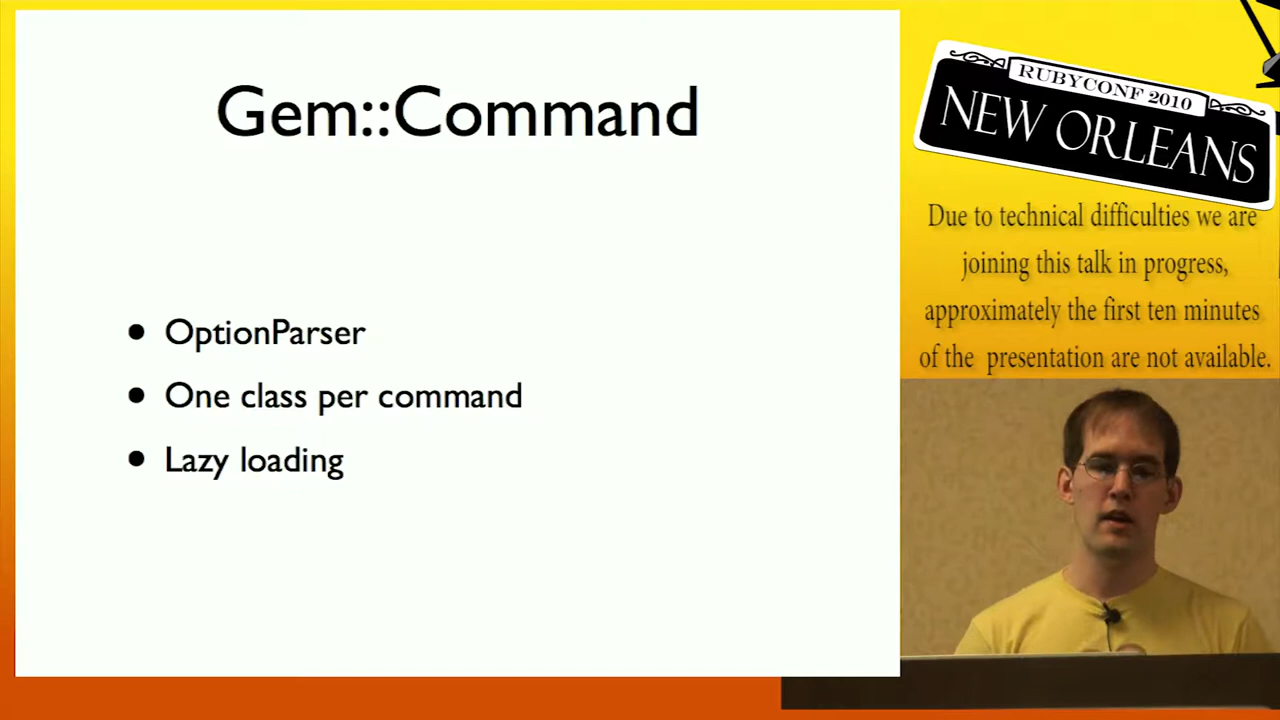 Gem::Command
• OptionParser
• One class per command
• Lazy loading
RUBYCONF 2010
NEW ORLEANS
Due to technical difficulties we are
joining this talk in progress,
approximately the first ten minutes
of the presentation are not available.